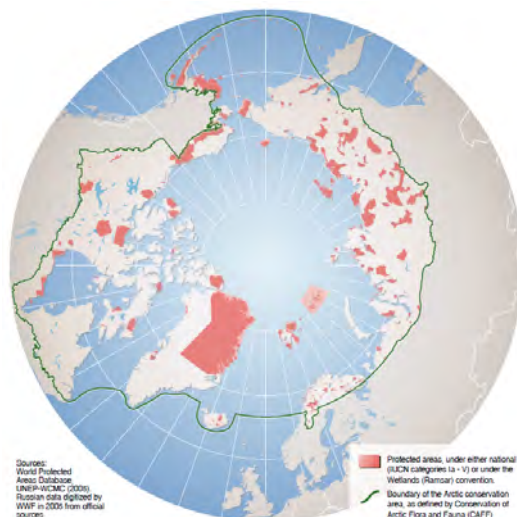 Sources:
World Protected
Areas Database,
UNEP-WCMC (2005).
Russian data digitized by
WWF in 2005 from official
sources.
Protected areas, under either national
(IUCN categories Ia - V) or under the
Wetlands (Ramsar) convention.
Boundary of the Arctic conservation
area, as defined by Conservation of
Arctic Flora and Fauna (CAFF).